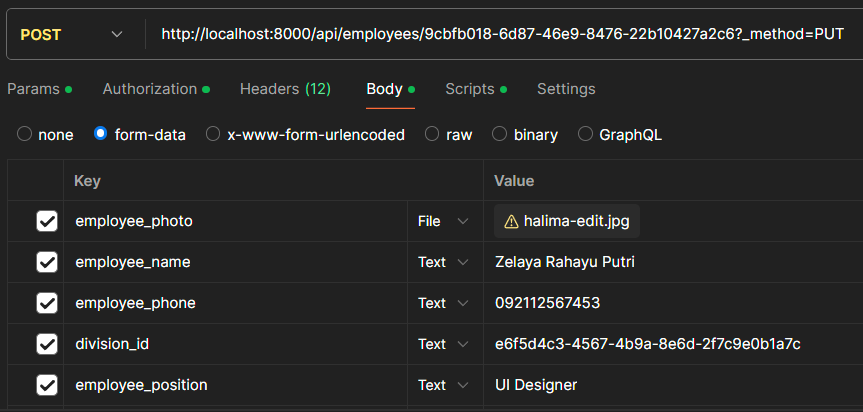 POST http://localhost:8000/api/employees/9cbfb018-6d87-46e9-8476-22b10427a2c6?_method=PUT
Params Authorization Headers (12) Body Scripts Settings
none form-data x-www-form-urlencoded raw binary GraphQL
Key Value
employee_photo File halima-edit.jpg
employee_name Text Zelaya Rahayu Putri
employee_phone Text 092112567453
division_id Text e6f5d4c3-4567-4b9a-8e6d-2f7c9e0b1a7c
employee_position Text UI Designer